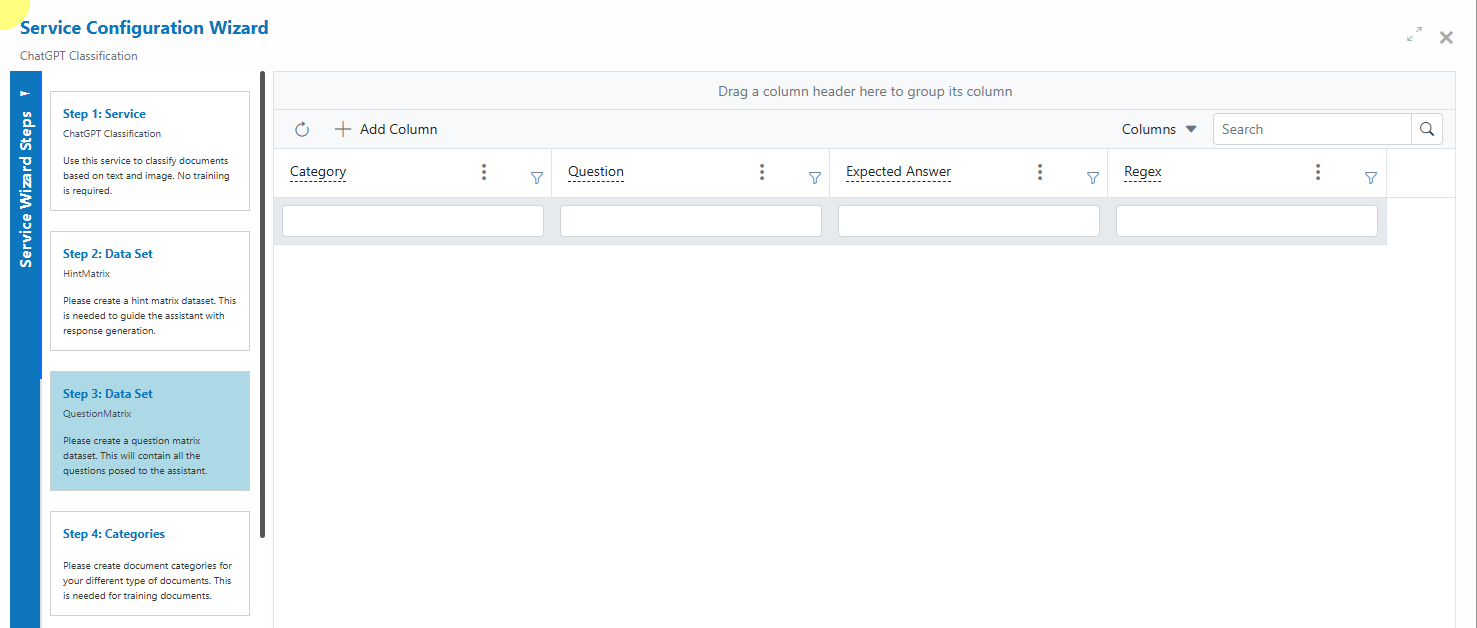 Service Configuration Wizard
ChatGPT Classification
Service Wizard Steps
Step 1: Service
ChatGPT Classification
Use this service to classify documents
based on text and image. No trainiing
is required.
Step 2: Data Set
HintMatrix
Please create a hint matrix dataset. This
is needed to guide the assistant with
response generation.
Step 3: Data Set
QuestionMatrix
Please create a question matrix
dataset. This will contain all the
questions posed to the assistant.
Step 4: Categories
Please create document categories for
your different type of documents. This
is needed for training documents.
Drag a column header here to group its column
Add Column
Columns
Search
Category
Question
Expected Answer
Regex